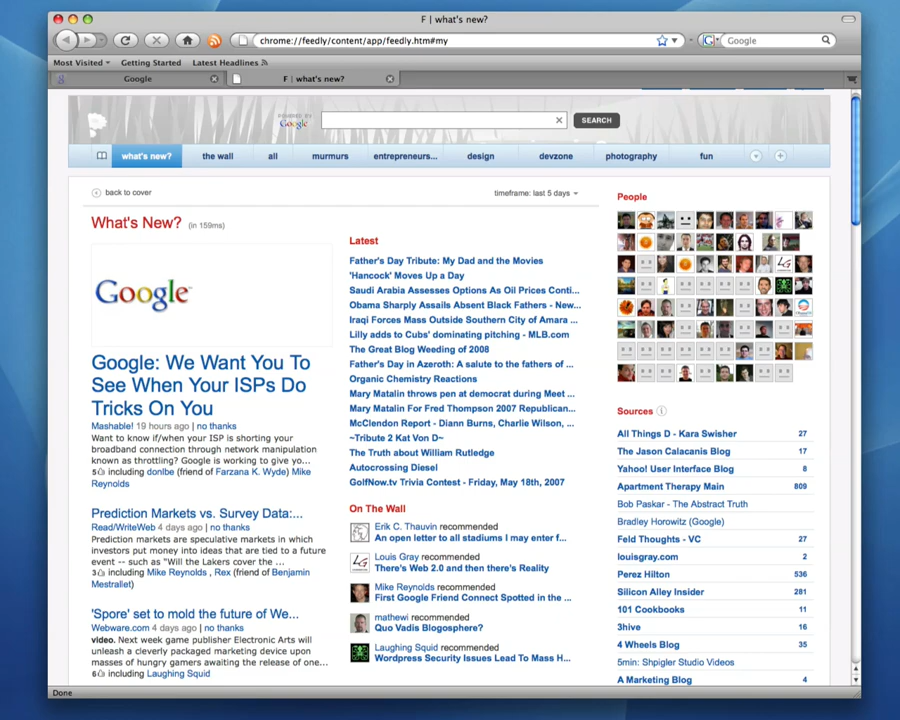 F | what's new?
chrome://feedly/content/app/feedly.htm#my
Google
Most Visited
Getting Started
Latest Headlines
Google
F | what's new?
POWERED BY
Google
SEARCH
what's new?
the wall
all
murmurs
entrepreneurs...
design
devzone
photography
fun
back to cover
timeframe: last 5 days
What's New? (in 159ms)
Google
Google: We Want You To
See When Your ISPs Do
Tricks On You
Mashable! 19 hours ago | no thanks
Want to know if/when your ISP is shorting your
broadband connection through network manipulation
known as throttling? Google is working to give yo...
5 including donlbe (friend of Farzana K. Wyde) Mike
Reynolds
Prediction Markets vs. Survey Data:...
Read/WriteWeb 4 days ago | no thanks
Prediction markets are speculative markets in which
investors put money into ideas that are tied to a future
event -- such as "Will the Lakers cover the ...
3 including Mike Reynolds , Rex (friend of Benjamin
Mestrallet)
'Spore' set to mold the future of We...
Webware.com 4 days ago | no thanks
video. Next week game publisher Electronic Arts will
unleash a cleverly packaged marketing device upon
masses of hungry gamers awaiting the release of one...
6 including Laughing Squid
Latest
Father's Day Tribute: My Dad and the Movies
'Hancock' Moves Up a Day
Saudi Arabia Assesses Options As Oil Prices Conti...
Obama Sharply Assails Absent Black Fathers - New...
Iraqi Forces Mass Outside Southern City of Amara ...
Lilly adds to Cubs' dominating pitching - MLB.com
The Great Blog Weeding of 2008
Father's Day in Azeroth: A salute to the fathers of ...
Organic Chemistry Reactions
Mary Matalin throws pen at democrat during Meet ...
Mary Matalin For Fred Thompson 2007 Republican...
McClendon Report - Diann Burns, Charlie Wilson, ...
~Tribute 2 Kat Von D~
The Truth about William Rutledge
Autocrossing Diesel
GolfNow.tv Trivia Contest - Friday, May 18th, 2007
On The Wall
Erik C. Thauvin recommended
An open letter to all stadiums I may enter f...
Louis Gray recommended
There's Web 2.0 and then there's Reality
Mike Reynolds recommended
First Google Friend Connect Spotted in the ...
mathewi recommended
Quo Vadis Blogosphere?
Laughing Squid recommended
Wordpress Security Issues Lead To Mass H...
People
Sources
All Things D - Kara Swisher 27
The Jason Calacanis Blog 17
Yahoo! User Interface Blog 8
Apartment Therapy Main 809
Bob Paskar - The Abstract Truth
Bradley Horowitz (Google)
Feld Thoughts - VC 27
louisgray.com 2
Perez Hilton 536
Silicon Alley Insider 281
101 Cookbooks 11
3hive 16
4 Wheels Blog 35
5min: Shpigler Studio Videos
A Marketing Blog 4
Done